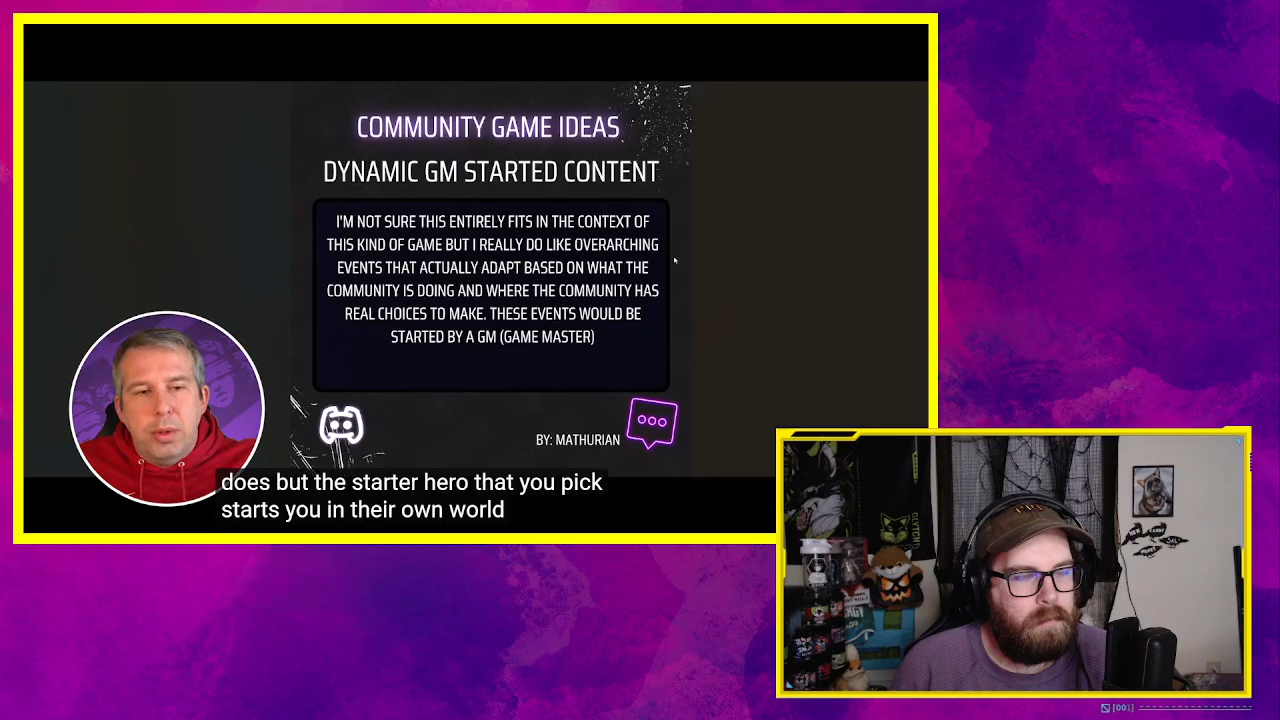 COMMUNITY GAME IDEAS
DYNAMIC GM STARTED CONTENT
I'M NOT SURE THIS ENTIRELY FITS IN THE CONTEXT OF
THIS KIND OF GAME BUT I REALLY DO LIKE OVERARCHING
EVENTS THAT ACTUALLY ADAPT BASED ON WHAT THE
COMMUNITY IS DOING AND WHERE THE COMMUNITY HAS
REAL CHOICES TO MAKE. THESE EVENTS WOULD BE
STARTED BY A GM (GAME MASTER)
BY: MATHURIAN
does but the starter hero that you pick
starts you in their own world
[001]